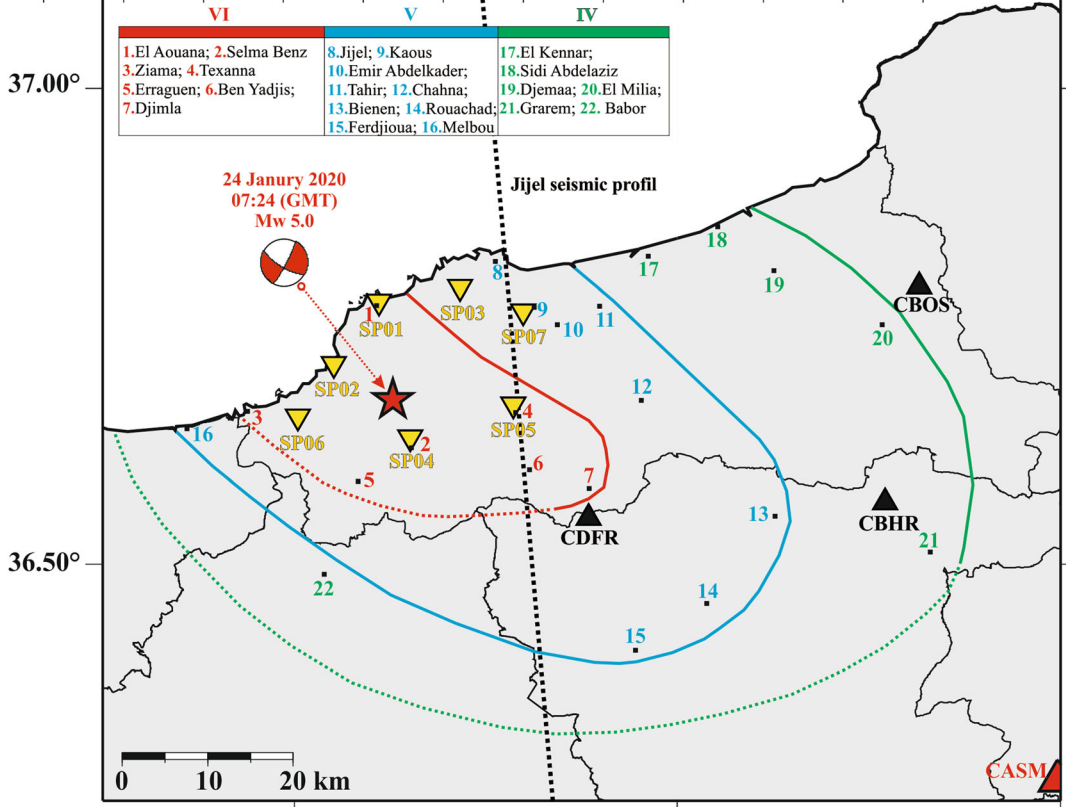 VI V IV
1.El Aouana; 2.Selma Benz 8.Jijel; 9.Kaous 17.El Kennar;
3.Ziama; 4.Texanna 10.Emir Abdelkader; 18.Sidi Abdelaziz
5.Erraguen; 6.Ben Yadjis; 11.Tahir; 12.Chahna; 19.Djemaa; 20.El Milia;
7.Djimla 13.Bienen; 14.Rouachad; 21.Grarem; 22. Babor
15.Ferdjioua; 16.Melbou
37.00°
24 Janury 2020
07:24 (GMT)
Mw 5.0
Jijel seismic profil
18
17
8
19
1
SP01
SP03
9
SP07
10
11
CBOS
20
SP02
12
3
16
SP06
2
SP04
4
SP05
6
5
7
CDFR
13
CBHR
21
36.50°
22
14
15
0 10 20 km
CASM